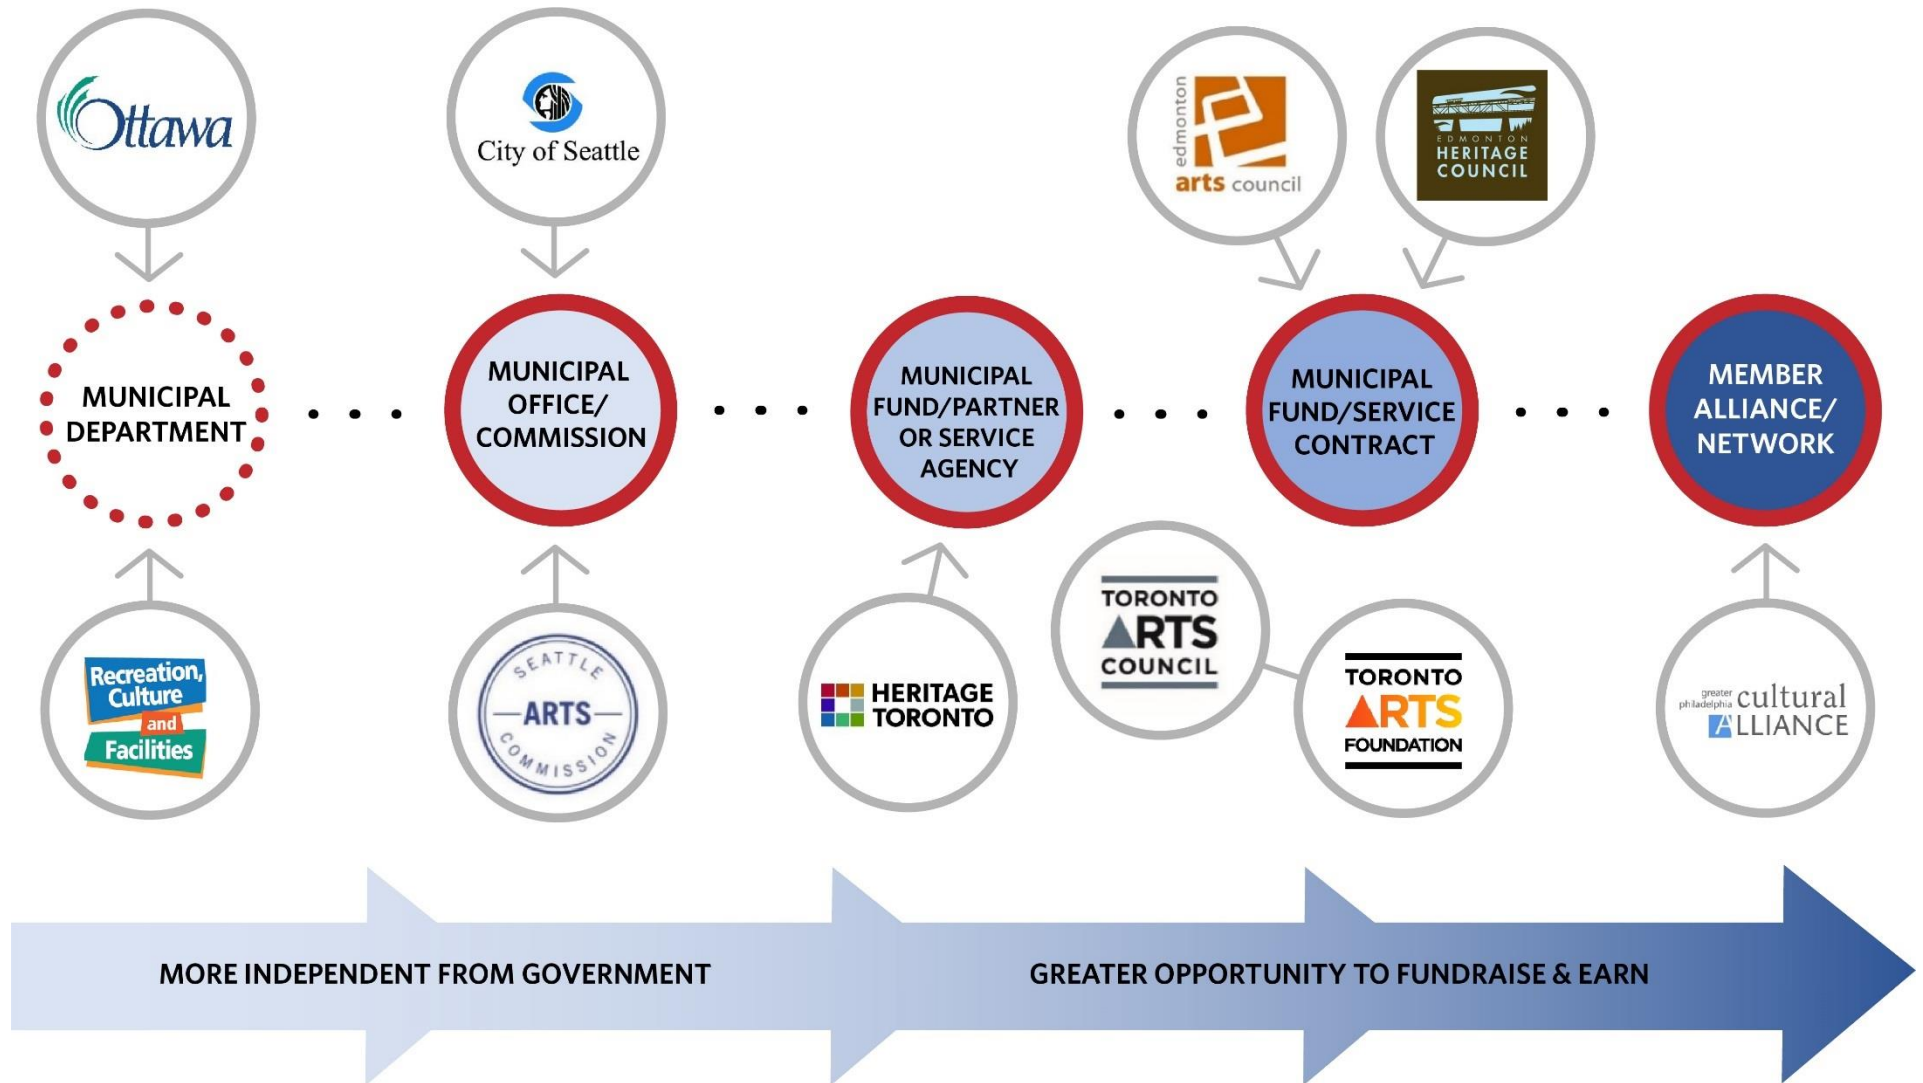 Ottawa
City of Seattle
edmonton
arts council
EDMONTON
HERITAGE
COUNCIL
MUNICIPAL
DEPARTMENT
MUNICIPAL
OFFICE/
COMMISSION
MUNICIPAL
FUND/PARTNER
OR SERVICE
AGENCY
MUNICIPAL
FUND/SERVICE
CONTRACT
MEMBER
ALLIANCE/
NETWORK
Recreation,
Culture
and
Facilities
SEATTLE
ARTS
COMMISSION
HERITAGE
TORONTO
TORONTO
ARTS
COUNCIL
TORONTO
ARTS
FOUNDATION
greater
philadelphia cultural
ALLIANCE
MORE INDEPENDENT FROM GOVERNMENT
GREATER OPPORTUNITY TO FUNDRAISE & EARN